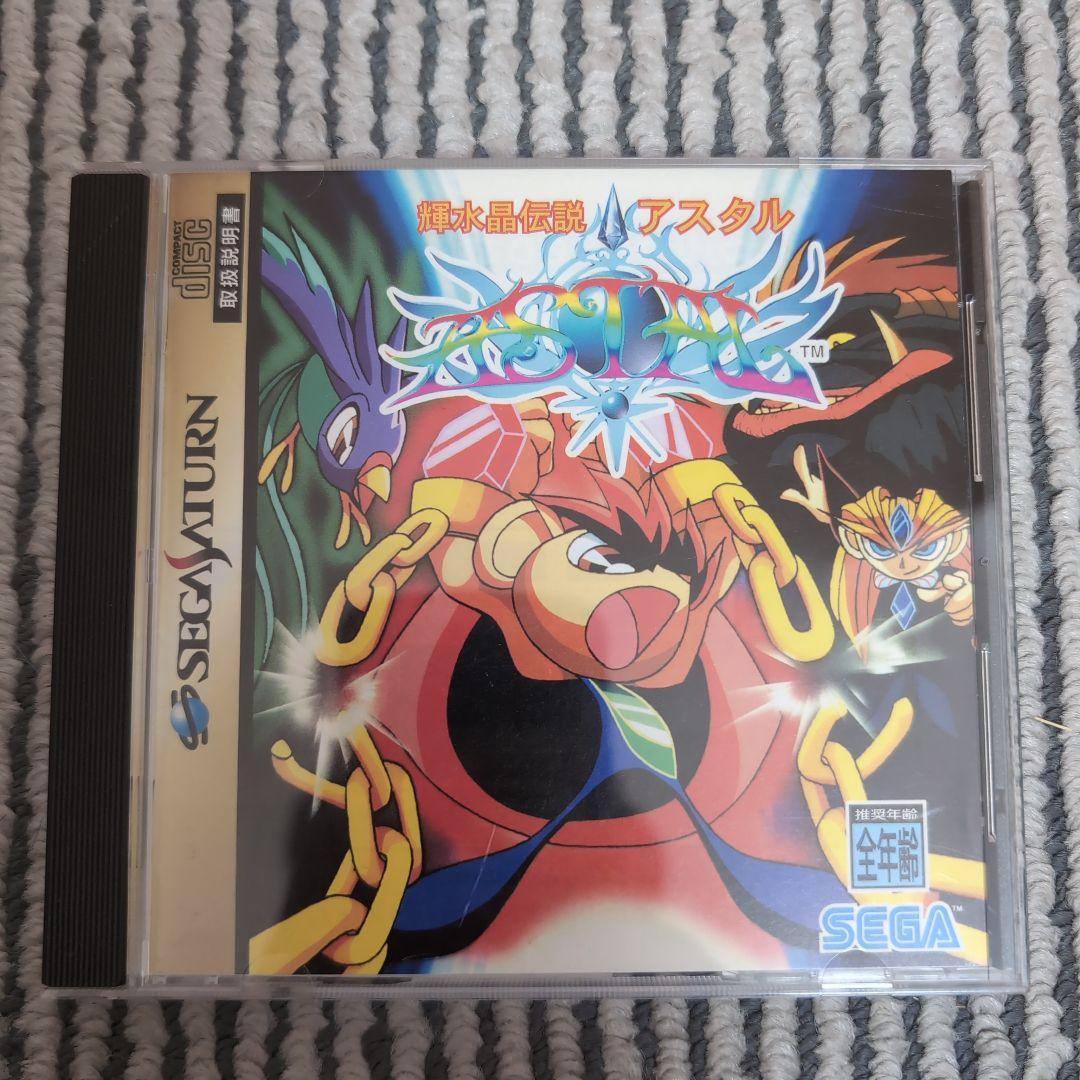 輝水晶伝説 アスタル
ASTAL
TM
COMPACT
disc
取扱説明書
SEGA SATURN
推奨年齢
全年齢
SEGA
TM